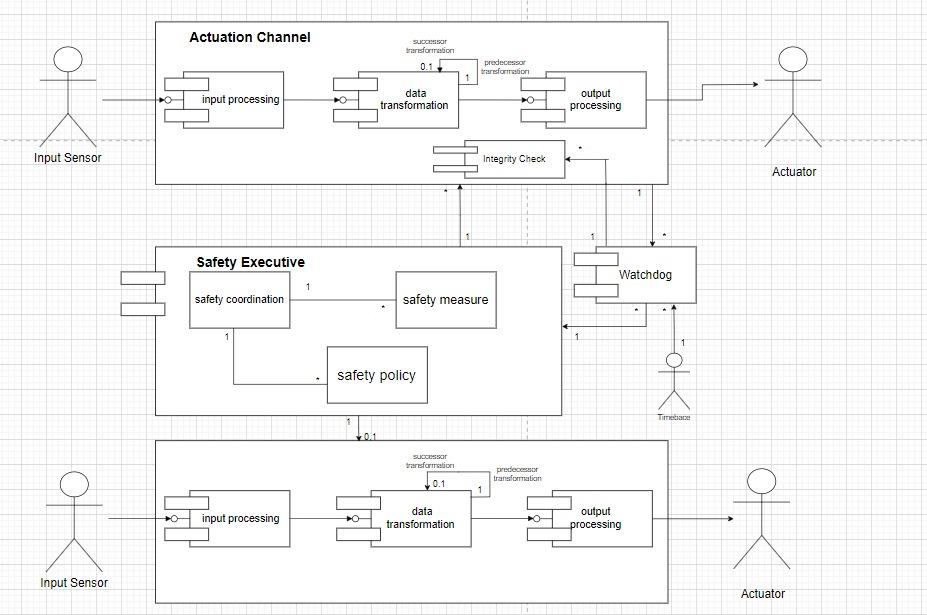 Actuation Channel
successor
transformation
0.1
predecessor
transformation
1
input processing
data
transformation
output
processing
Input Sensor
Actuator
Integrity Check
*
*
1
1
1
*
Safety Executive
Watchdog
safety coordination
1
*
safety measure
*
*
1
1
1
*
safety policy
Timebace
1
0.1
successor
transformation
0.1
predecessor
transformation
1
input processing
data
transformation
output
processing
Input Sensor
Actuator